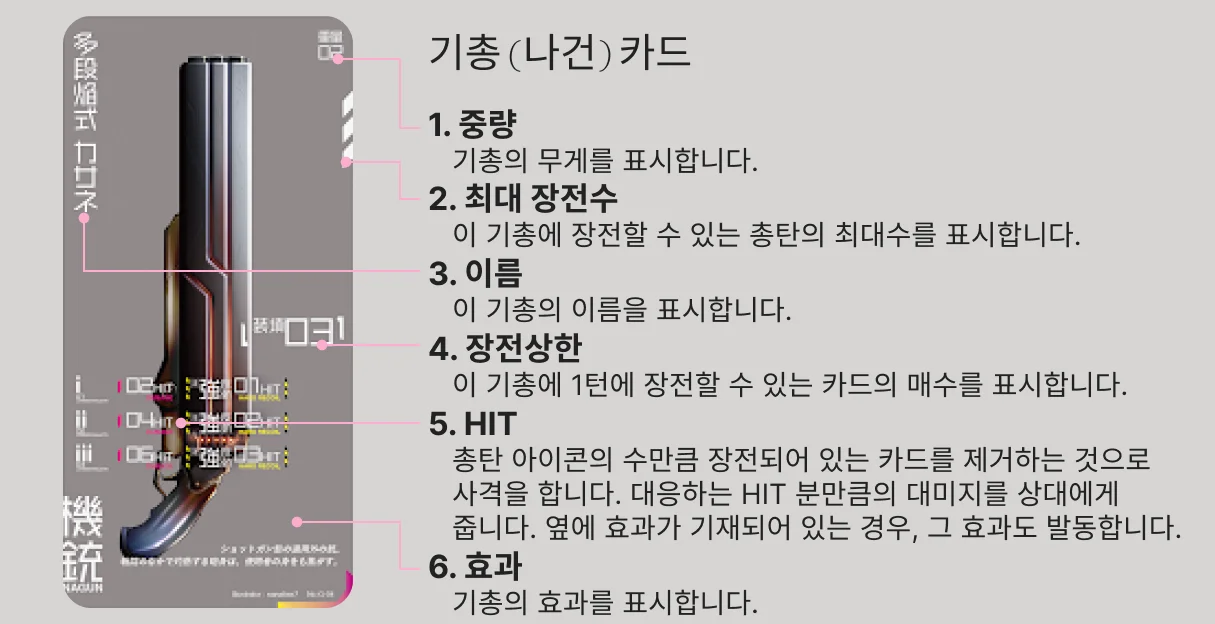 多段焔式 カサネ
重量
02
装填031
i 02HIT 強 01HIT
ii 04HIT 強 02HIT
iii 06HIT 強 03HIT
機銃
NAGUN
기총(나건)카드
1. 중량
기총의 무게를 표시합니다.
2. 최대 장전수
이 기총에 장전할 수 있는 총탄의 최대수를 표시합니다.
3. 이름
이 기총의 이름을 표시합니다.
4. 장전상한
이 기총에 1턴에 장전할 수 있는 카드의 매수를 표시합니다.
5. HIT
총탄 아이콘의 수만큼 장전되어 있는 카드를 제거하는 것으로
사격을 합니다. 대응하는 HIT 분만큼의 대미지를 상대에게
줍니다. 옆에 효과가 기재되어 있는 경우, 그 효과도 발동합니다.
6. 효과
기총의 효과를 표시합니다.